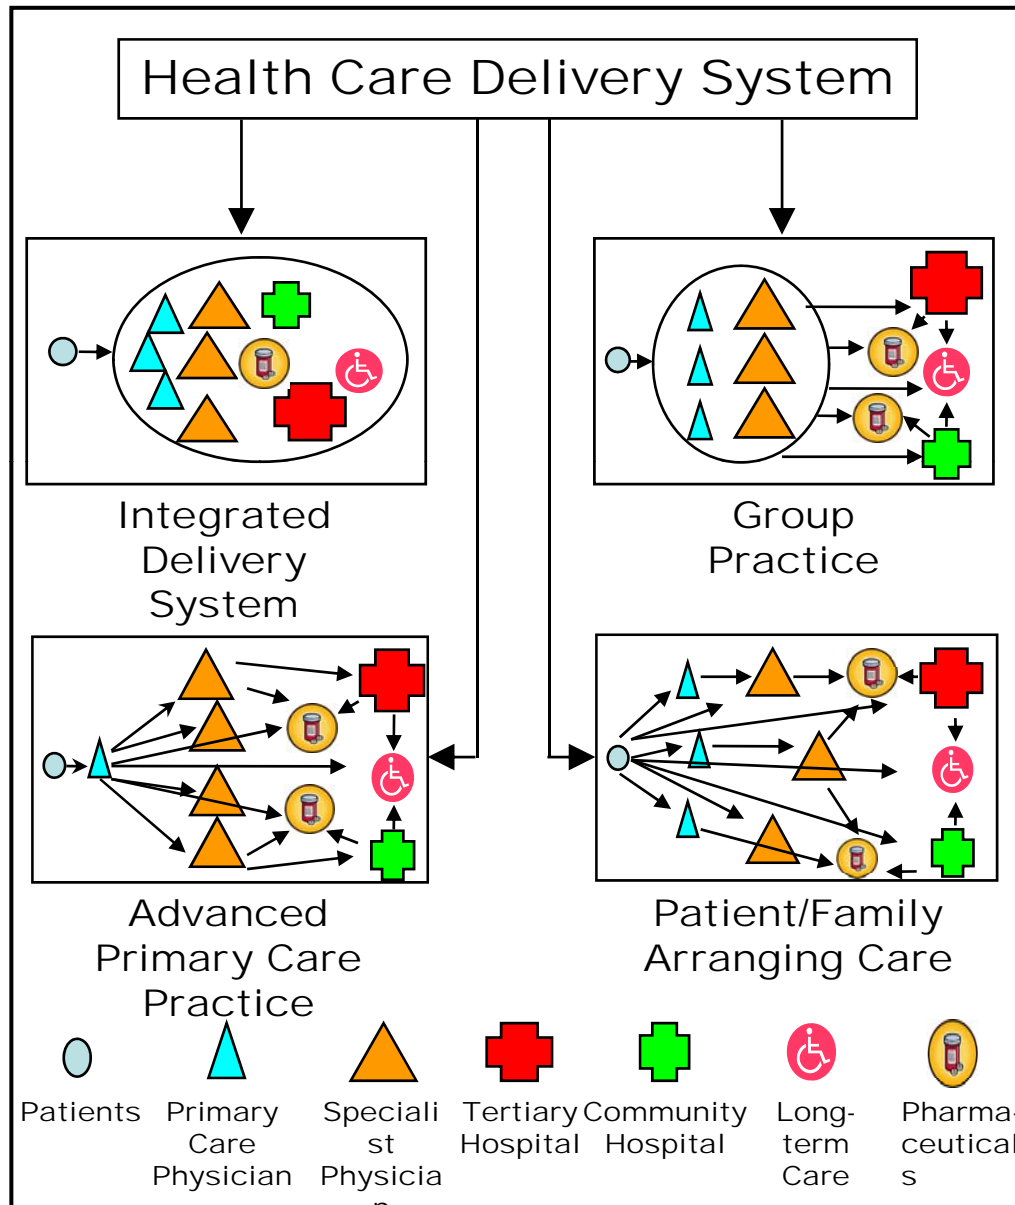 Health Care Delivery System
Integrated
Delivery
System
Group
Practice
Advanced
Primary Care
Practice
Patient/Family
Arranging Care
Patients
Primary
Care
Physician
Speciali
st
Physicia
n
Tertiary
Hospital
Community
Hospital
Long-
term
Care
Pharma-
ceutical
s